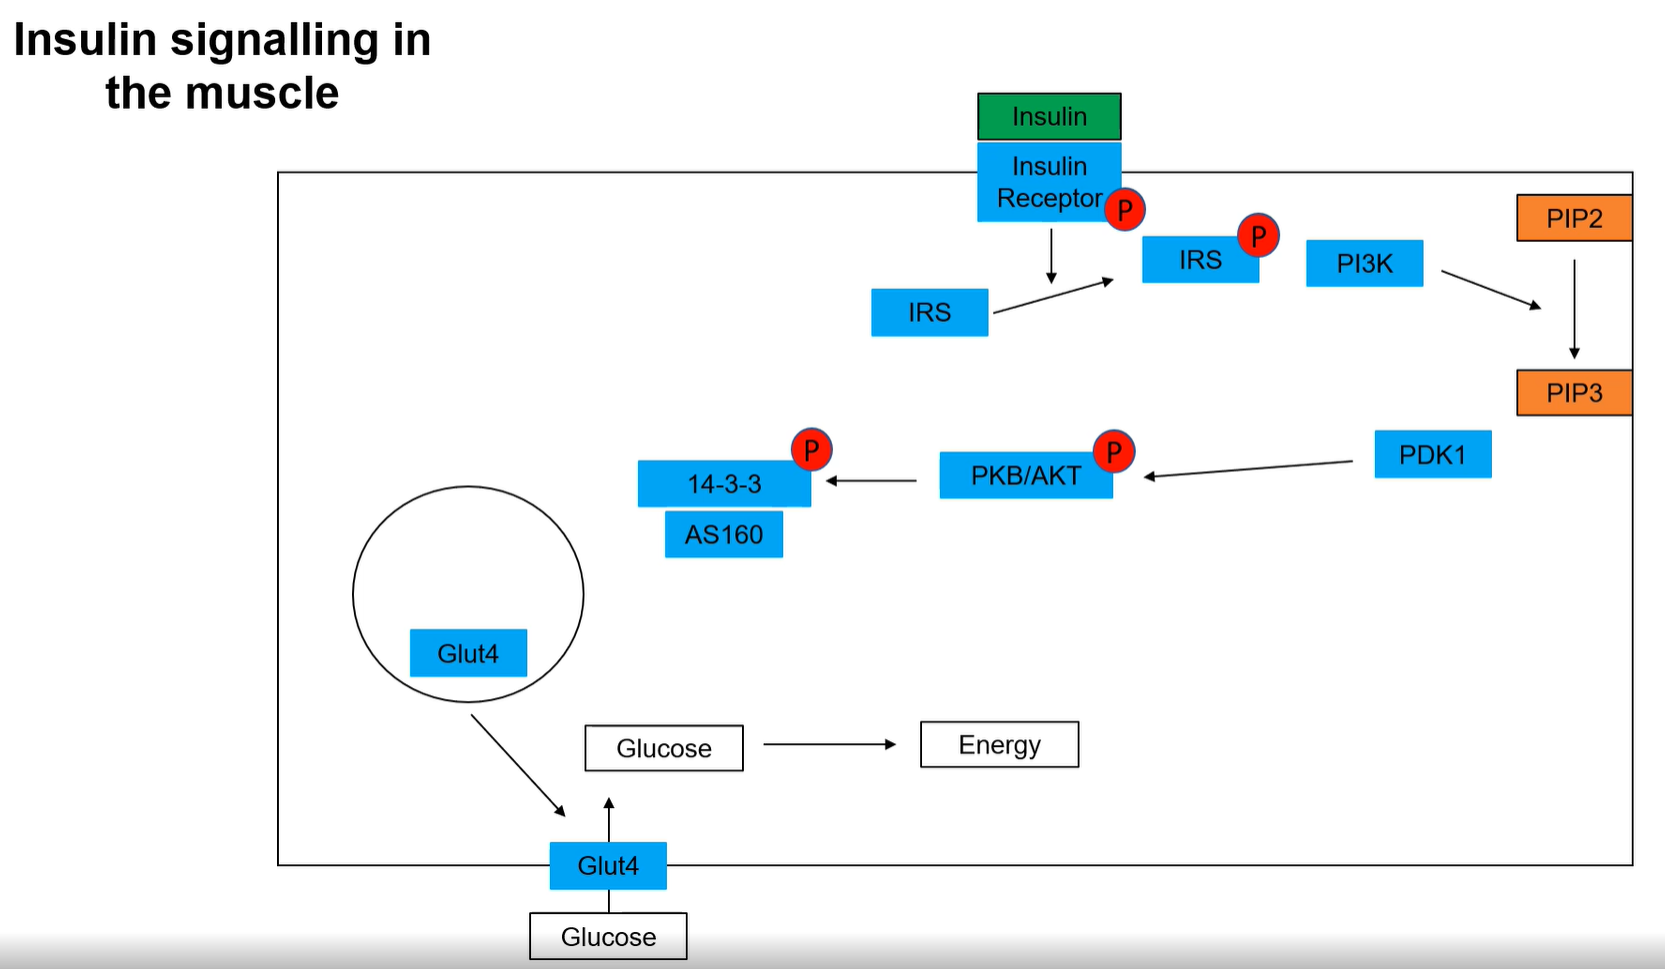 Insulin signalling in
the muscle
Insulin
Insulin
Receptor
P
IRS
P
IRS
PI3K
PIP2
PIP3
PDK1
PKB/AKT
P
14-3-3
P
AS160
Glut4
Glucose
Energy
Glut4
Glucose